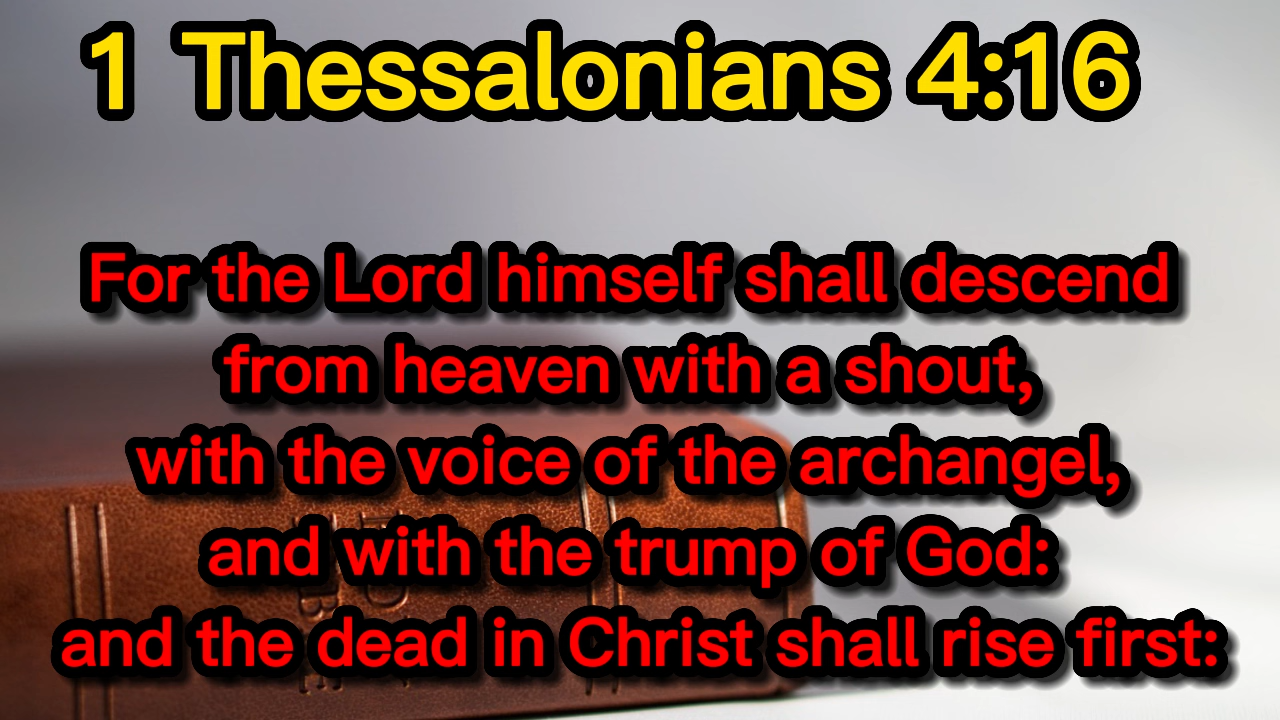 1 Thessalonians 4:16
For the Lord himself shall descend
from heaven with a shout,
with the voice of the archangel,
and with the trump of God:
and the dead in Christ shall rise first: